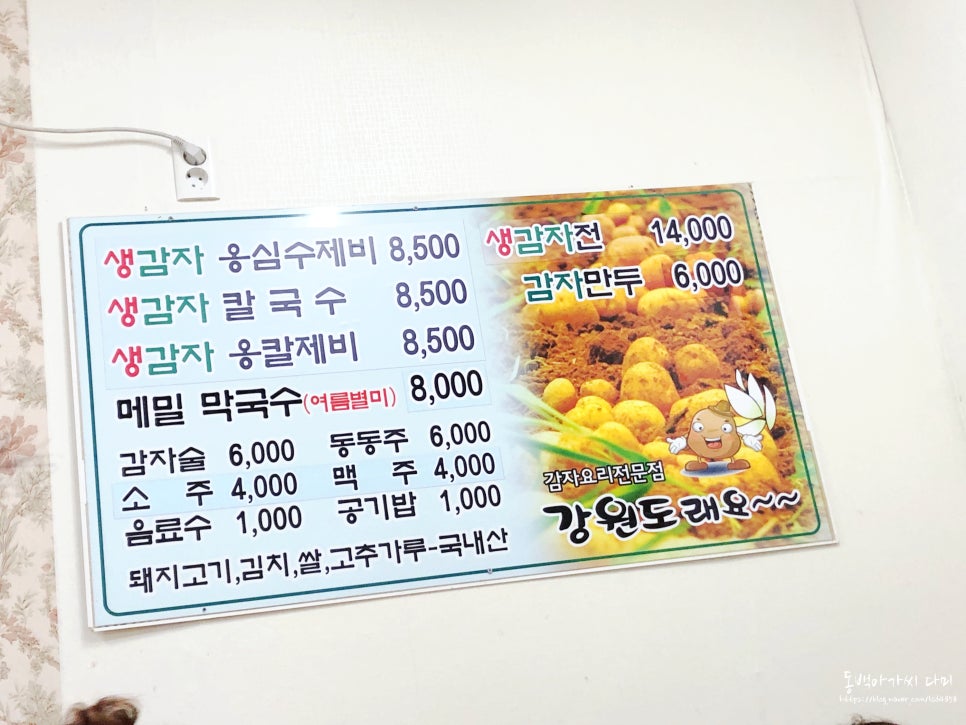 생감자 옹심수제비 8,500
생감자 칼국수 8,500
생감자 옹칼제비 8,500
메밀 막국수(여름별미) 8,000
감자술 6,000 동동주 6,000
소주 4,000 맥주 4,000
음료수 1,000 공기밥 1,000
돼지고기,김치,쌀,고추가루-국내산
생감자전 14,000
감자만두 6,000
감자요리전문점
강원도래요~~
동백아가씨 다미